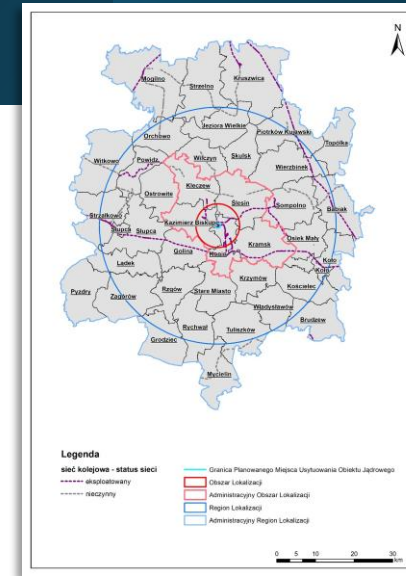 N
Mogilno
Strzelno
Kruszwica
Jeziora Wielkie
Orchowo
Piotrków Kujawski
Topólka
Witkowo
Powidz
Wilczyn
Skulsk
Wierzbinek
Kleczew
Ostrowite
Ślesin
Sompolno
Babiak
Strzałkowo
Kazimierz Biskupi
Słupca
Słupca
Osiek Mały
Golina
Konin
Kramsk
Koło
Koło
Lądek
Krzymów
Kościelec
Pyzdry
Zagórów
Rzgów
Stare Miasto
Władysławów
Brudzew
Rychwał
Tuliszków
Grodziec
Mycielin
Legenda
sieć kolejowa - status sieci
eksploatowany
nieczynny
Granica Planowanego Miejsca Usytuowania Obiektu Jądrowego
Obszar Lokalizacji
Administracyjny Obszar Lokalizacji
Region Lokalizacji
Administracyjny Region Lokalizacji
0 5 10 20 30
km